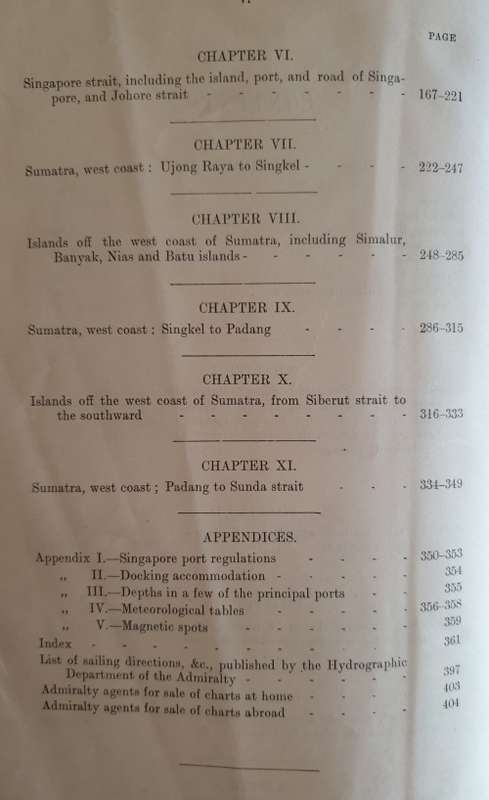 PAGE
CHAPTER VI.
Singapore strait, including the island, port, and road of Singa-
pore, and Johore strait - - - - - - - 167–221
CHAPTER VII.
Sumatra, west coast : Ujong Raya to Singkel - - - - 222–247
CHAPTER VIII.
Islands off the west coast of Sumatra, including Simalur,
Banyak, Nias and Batu islands - - - - - - 248–285
CHAPTER IX.
Sumatra, west coast : Singkel to Padang - - - - 286–315
CHAPTER X.
Islands off the west coast of Sumatra, from Siberut strait to
the southward - - - - - - - - 316–333
CHAPTER XI.
Sumatra, west coast ; Padang to Sunda strait - - - 334–349
APPENDICES.
Appendix I.—Singapore port regulations - - - - 350–353
„ II.—Docking accommodation - - - - - 354
„ III.—Depths in a few of the principal ports - - 355
„ IV.—Meteorological tables - - - - - 356–358
„ V.—Magnetic spots - - - - - - 359
Index - - - - - - - - - - 361
List of sailing directions, &c., published by the Hydrographic
Department of the Admiralty - - - - - - 397
Admiralty agents for sale of charts at home - - - - 403
Admiralty agents for sale of charts abroad - - - - 404